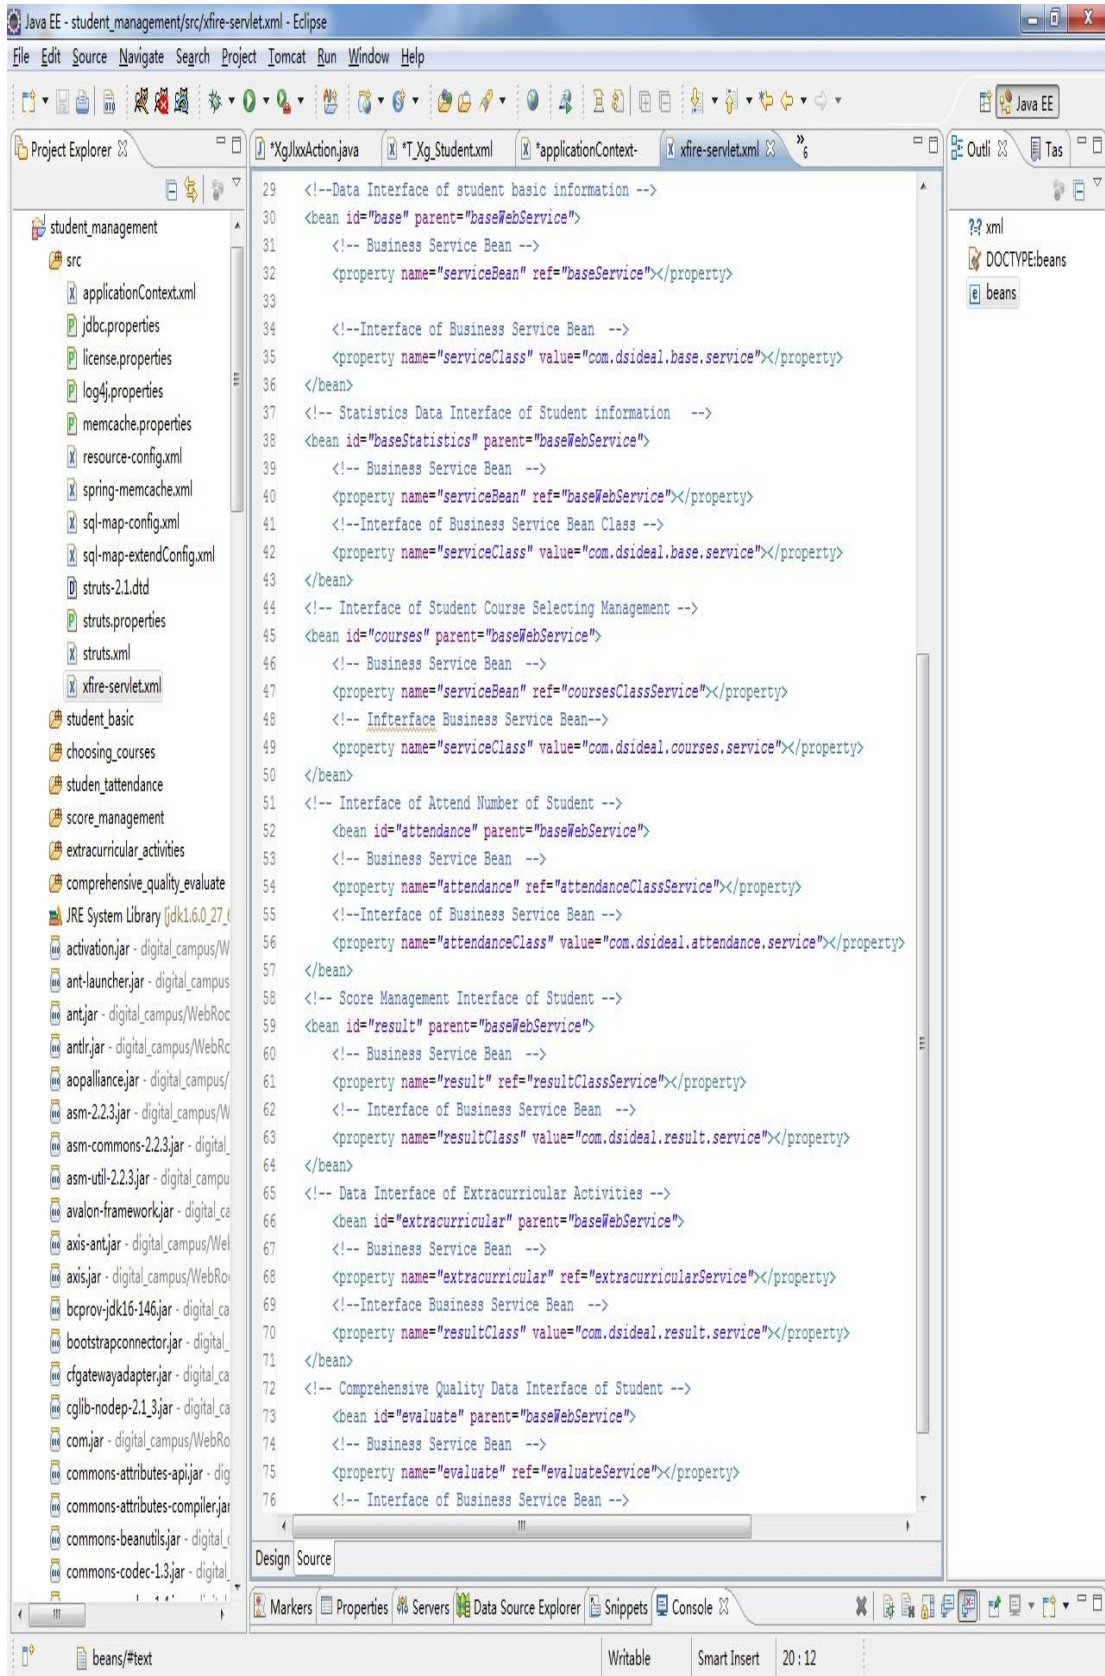 Java EE - student_management/src/xfire-servlet.xml - Eclipse
File Edit Source Navigate Search Project Tomcat Run Window Help
Java EE
Project Explorer
student_management
src
applicationContext.xml
jdbc.properties
license.properties
log4j.properties
memcache.properties
resource-config.xml
spring-memcache.xml
sql-map-config.xml
sql-map-extendConfig.xml
struts-2.1.dtd
struts.properties
struts.xml
xfire-servlet.xml
student_basic
choosing_courses
studen_tattendance
score_management
extracurricular_activities
comprehensive_quality_evaluate
JRE System Library [jdk1.6.0_27_6
activation.jar - digital_campus/W
ant-launcher.jar - digital_campus
ant.jar - digital_campus/WebRoc
antlr.jar - digital_campus/WebRc
aopalliance.jar - digital_campus/
asm-2.2.3.jar - digital_campus/W
asm-commons-2.2.3.jar - digital_
asm-util-2.2.3.jar - digital_campu
avalon-framework.jar - digital_ca
axis-ant.jar - digital_campus/Wel
axis.jar - digital_campus/WebRo
bcprov-jdk16-146.jar - digital_ca
bootstrapconnector.jar - digital_
cfgatewayadapter.jar - digital_ca
cglib-nodep-2.1_3.jar - digital_ca
com.jar - digital_campus/WebRo
commons-attributes-api.jar - dig
commons-attributes-compiler.jar
commons-beanutils.jar - digital_c
commons-codec-1.3.jar - digital_
*XgJlxxAction.java *T_Xg_Student.xml *applicationContext- xfire-servlet.xml »6
29 <!--Data Interface of student basic information -->
30 <bean id="base" parent="baseWebService">
31 <!-- Business Service Bean -->
32 <property name="serviceBean" ref="baseService"></property>
33
34 <!--Interface of Business Service Bean -->
35 <property name="serviceClass" value="com.dsideal.base.service"></property>
36 </bean>
37 <!-- Statistics Data Interface of Student information -->
38 <bean id="baseStatistics" parent="baseWebService">
39 <!-- Business Service Bean -->
40 <property name="serviceBean" ref="baseWebService"></property>
41 <!--Interface of Business Service Bean Class -->
42 <property name="serviceClass" value="com.dsideal.base.service"></property>
43 </bean>
44 <!-- Interface of Student Course Selecting Management -->
45 <bean id="courses" parent="baseWebService">
46 <!-- Business Service Bean -->
47 <property name="serviceBean" ref="coursesClassService"></property>
48 <!-- Infterface Business Service Bean-->
49 <property name="serviceClass" value="com.dsideal.courses.service"></property>
50 </bean>
51 <!-- Interface of Attend Number of Student -->
52 <bean id="attendance" parent="baseWebService">
53 <!-- Business Service Bean -->
54 <property name="attendance" ref="attendanceClassService"></property>
55 <!--Interface of Business Service Bean -->
56 <property name="attendanceClass" value="com.dsideal.attendance.service"></property>
57 </bean>
58 <!-- Score Management Interface of Student -->
59 <bean id="result" parent="baseWebService">
60 <!-- Business Service Bean -->
61 <property name="result" ref="resultClassService"></property>
62 <!-- Interface of Business Service Bean -->
63 <property name="resultClass" value="com.dsideal.result.service"></property>
64 </bean>
65 <!-- Data Interface of Extracurricular Activities -->
66 <bean id="extracurricular" parent="baseWebService">
67 <!-- Business Service Bean -->
68 <property name="extracurricular" ref="extracurricularService"></property>
69 <!--Interface Business Service Bean -->
70 <property name="resultClass" value="com.dsideal.result.service"></property>
71 </bean>
72 <!-- Comprehensive Quality Data Interface of Student -->
73 <bean id="evaluate" parent="baseWebService">
74 <!-- Business Service Bean -->
75 <property name="evaluate" ref="evaluateService"></property>
76 <!-- Interface of Business Service Bean -->
Design Source
Outli Tas
xml
DOCTYPE:beans
beans
Markers Properties Servers Data Source Explorer Snippets Console
beans/#text Writable Smart Insert 20 : 12